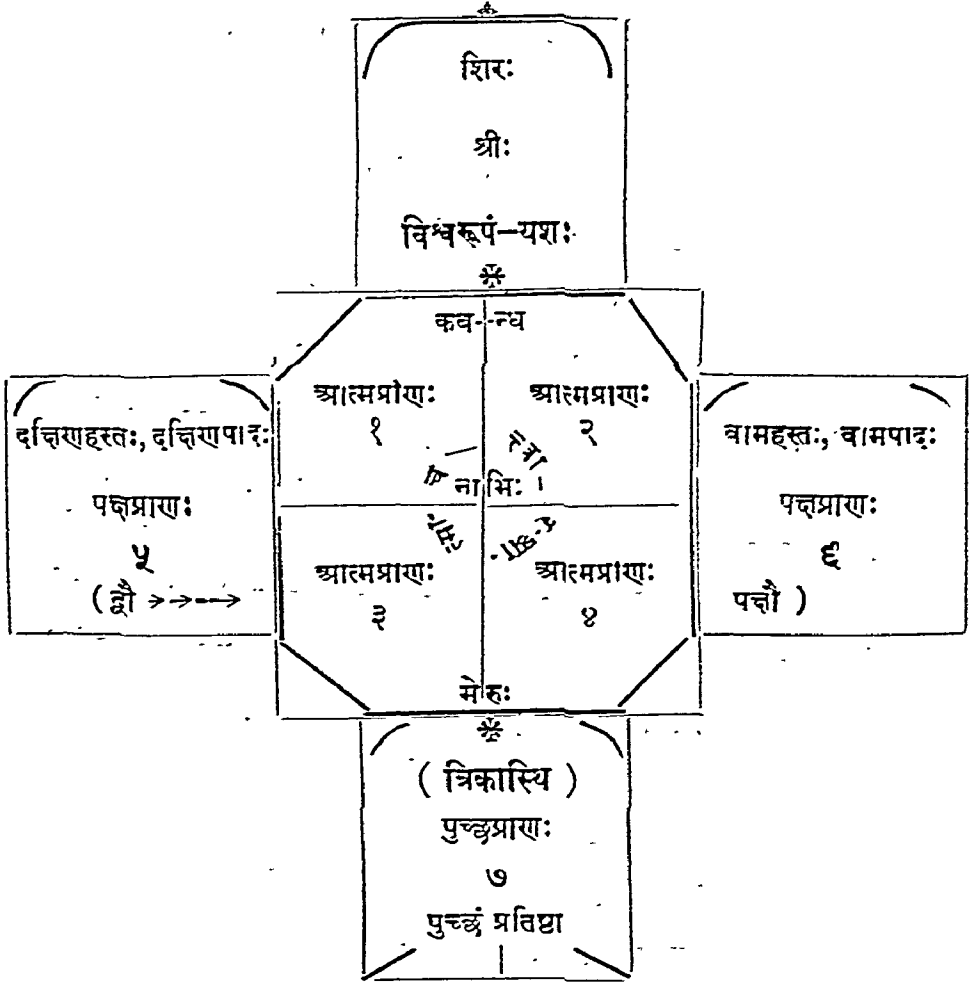 शिरः
श्रीः
विश्वरूपं-यशः
कव--न्ध
आत्मप्राणः
१
आत्मप्राणः
२
दक्षिणहस्तः, दक्षिणपादः
पक्षप्राणः
५
(द्वौ →→--→
वामहस्तः, वामपादः
पक्षप्राणः
६
पक्षौ )
नाभिः
आत्मप्राणः
३
आत्मप्राणः
४
मेरुः
( त्रिकास्थि )
पुच्छप्राणः
७
पुच्छं प्रतिष्ठा